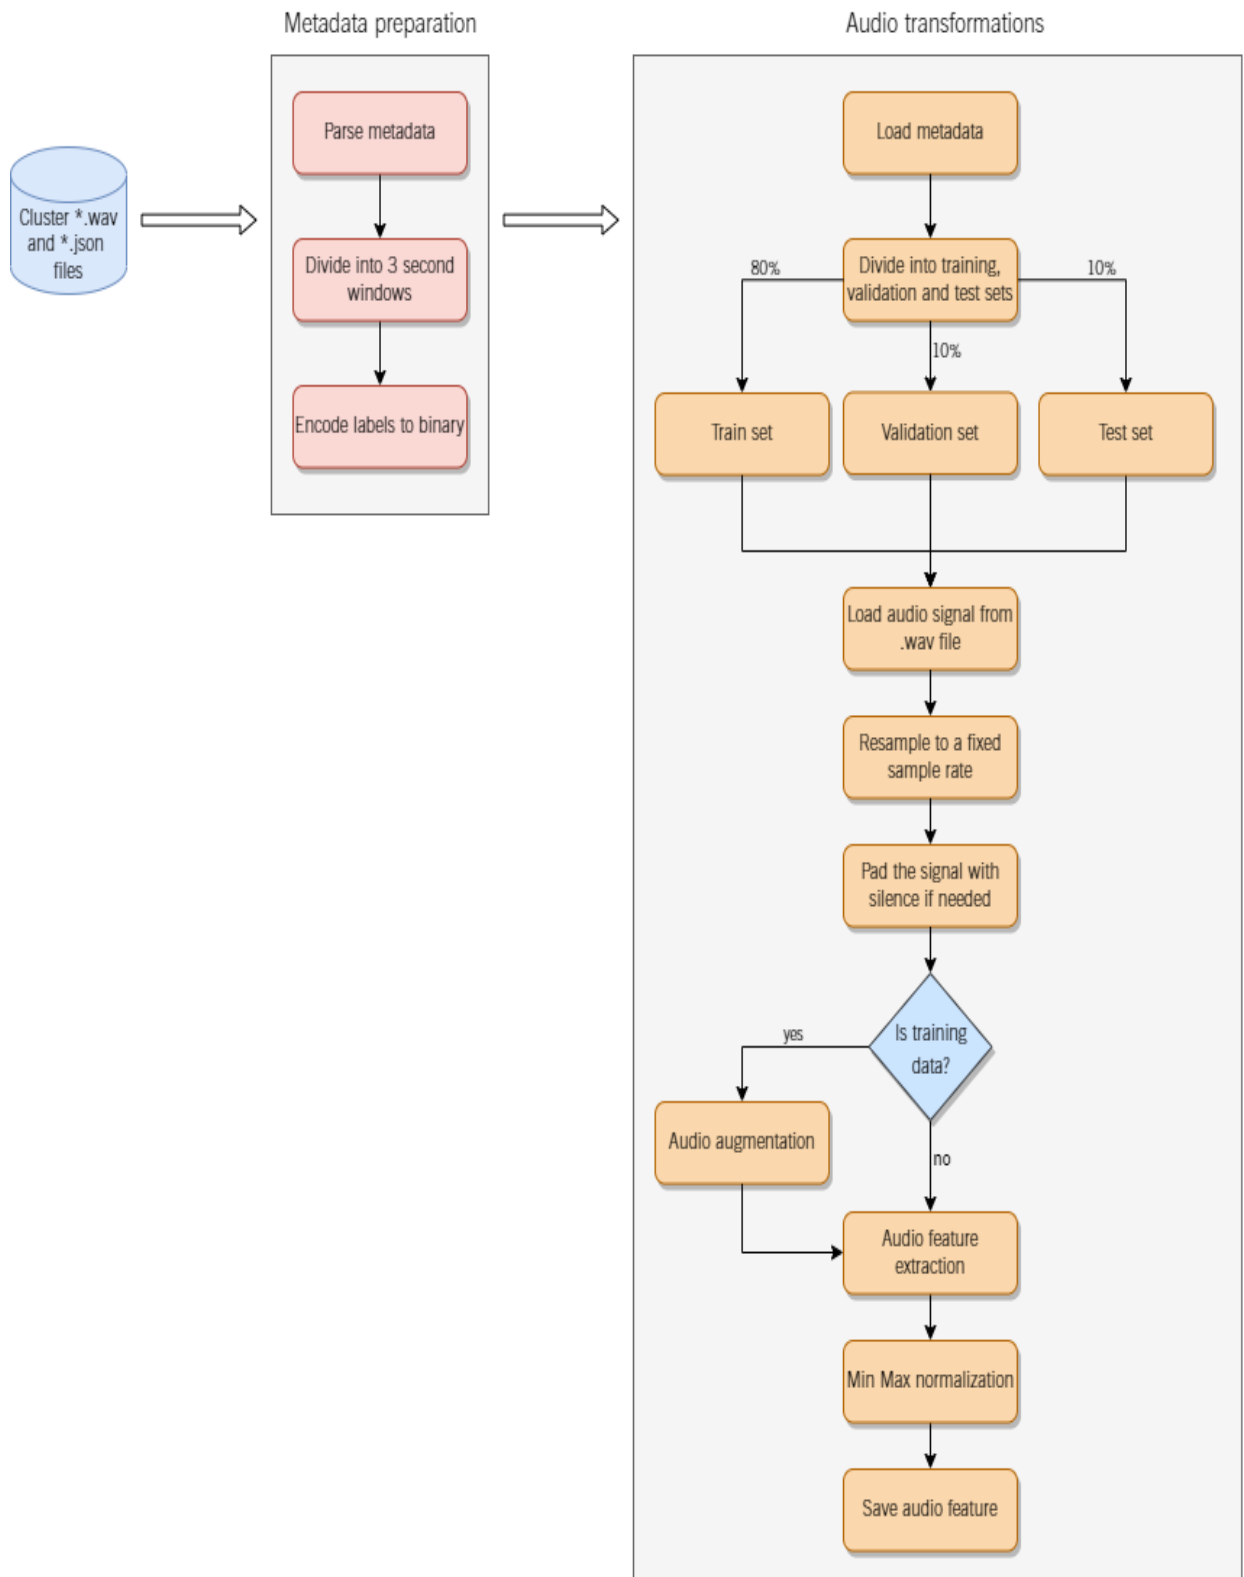 Metadata preparation
Audio transformations
Cluster *.wav
and *.json
files
Parse metadata
Divide into 3 second
windows
Encode labels to binary
Load metadata
Divide into training,
validation and test sets
80%
10%
10%
Train set
Validation set
Test set
Load audio signal from
.wav file
Resample to a fixed
sample rate
Pad the signal with
silence if needed
Is training
data?
yes
no
Audio augmentation
Audio feature
extraction
Min Max normalization
Save audio feature